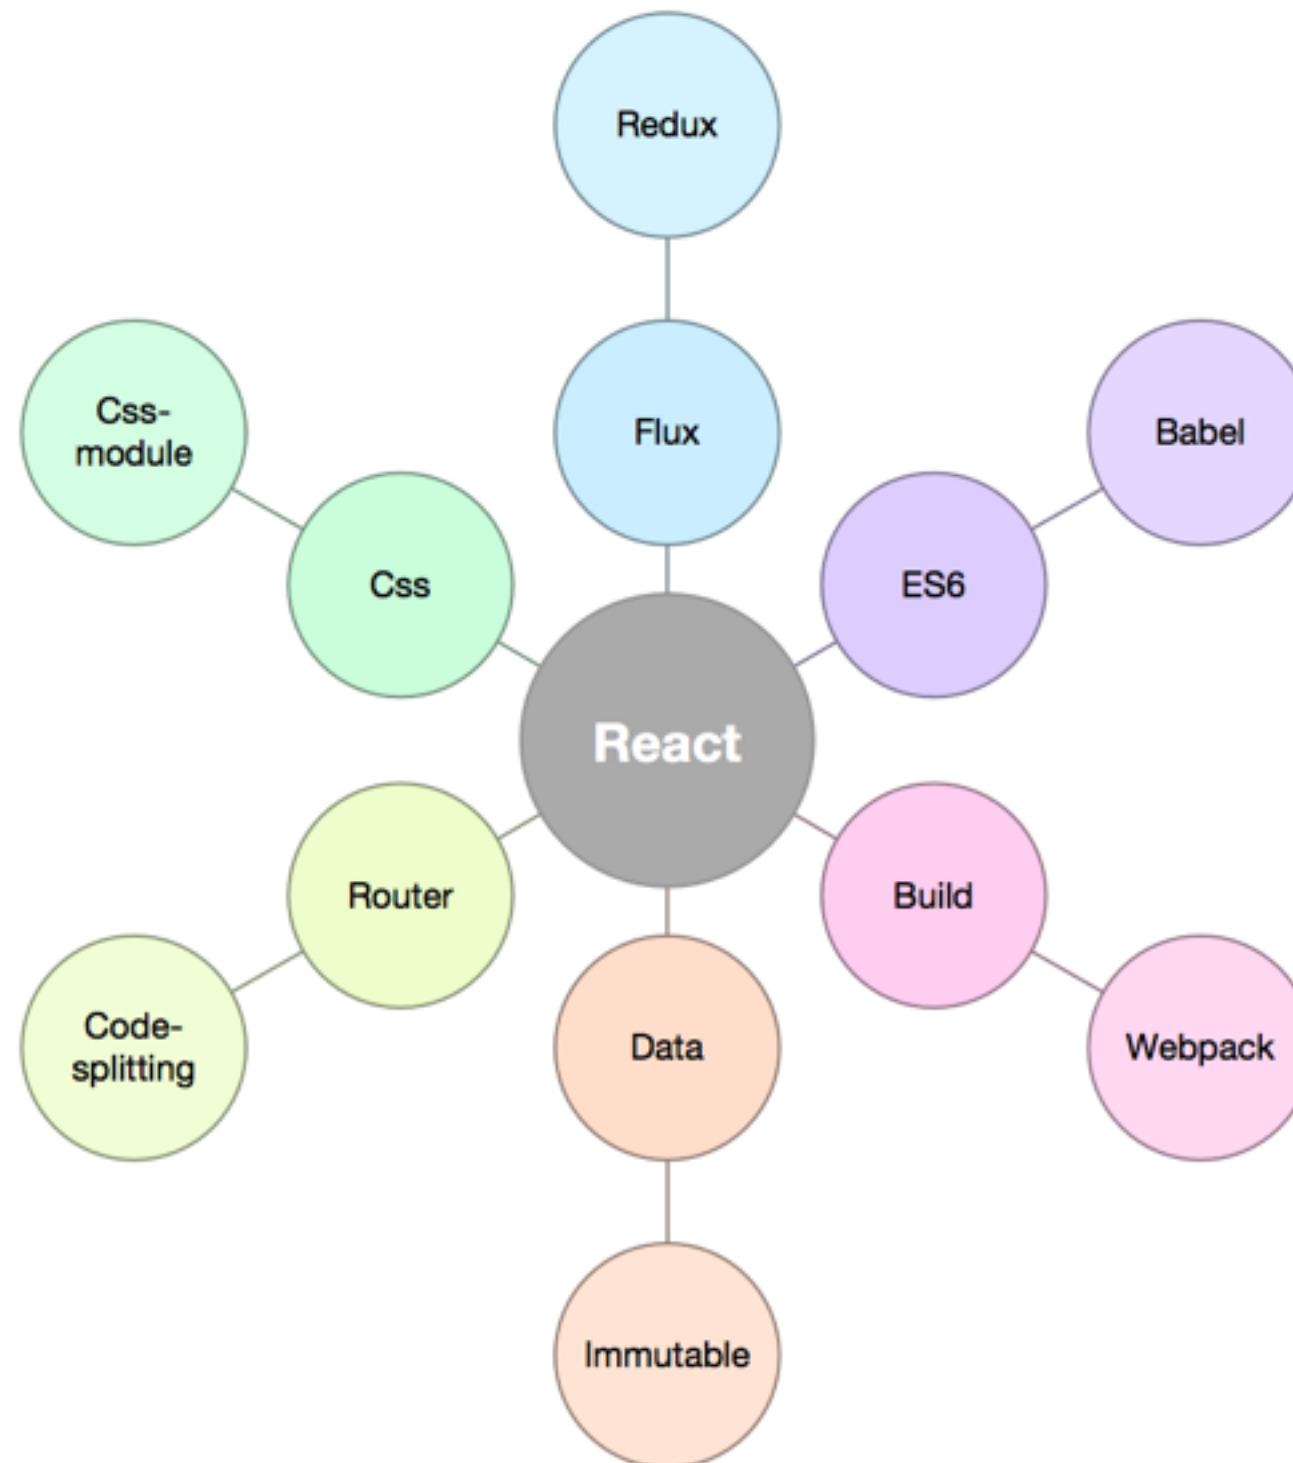 Redux
Css-
module
Flux
Babel
Css
ES6
React
Router
Build
Code-
splitting
Data
Webpack
Immutable